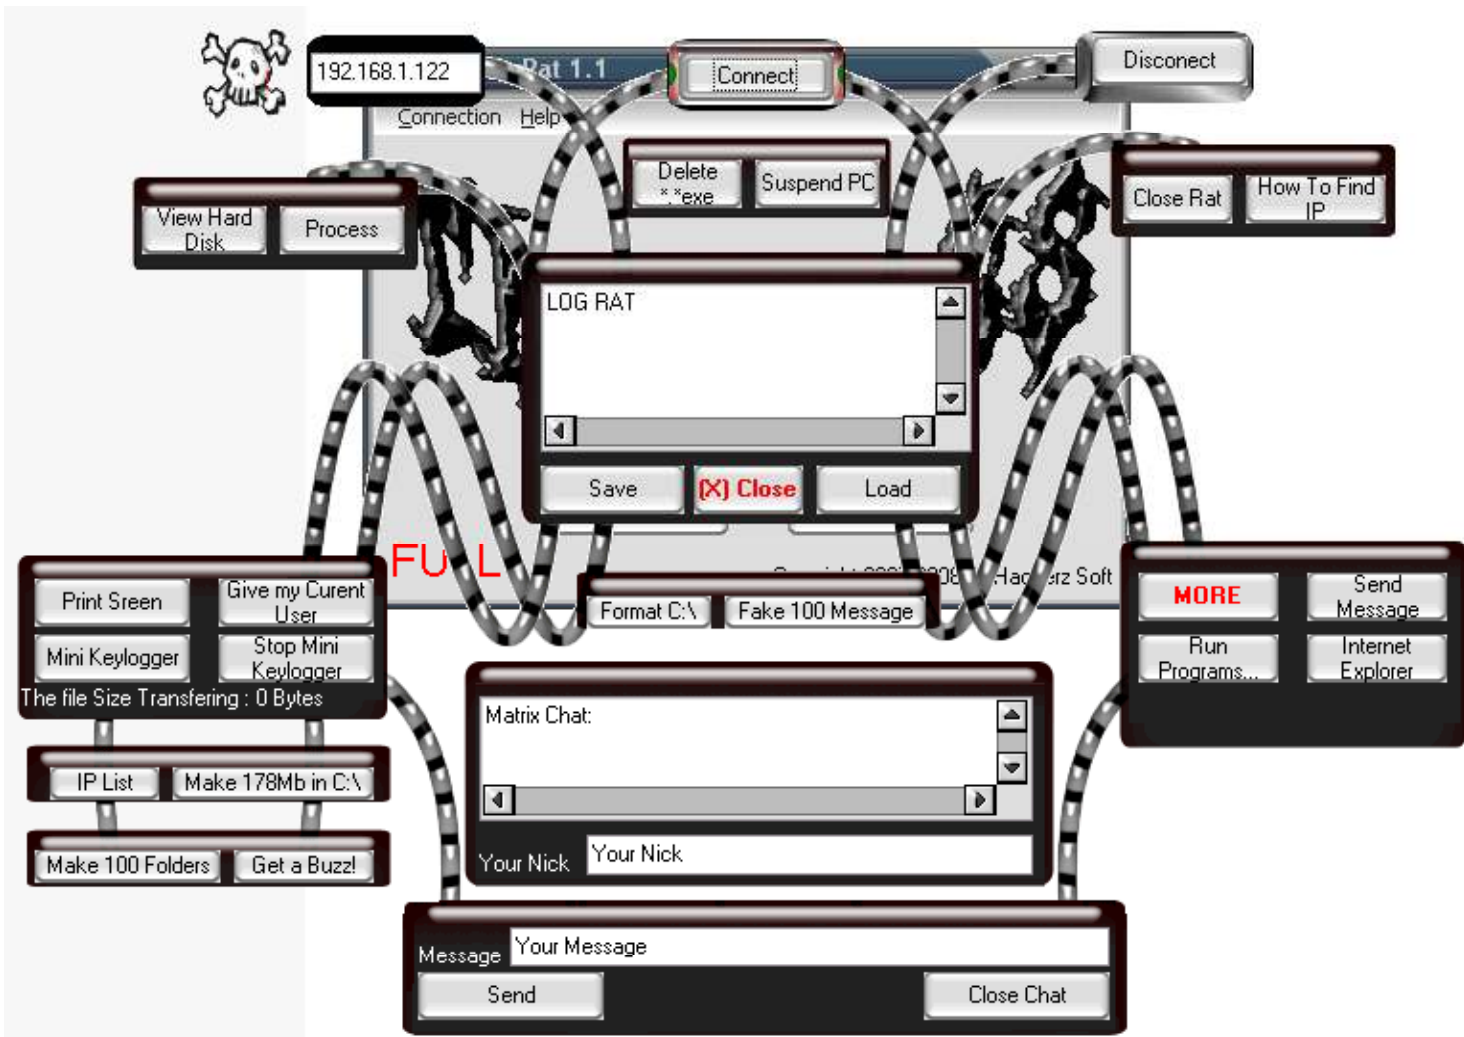 192.168.1.122
Rat 1.1
Connect
Disconect
Connection Help
Delete
*.*exe
Suspend PC
Close Rat
How To Find
IP
View Hard
Disk
Process
LOG RAT
Save
(X) Close
Load
Print Sreen
Give my Curent
User
Mini Keylogger
Stop Mini
Keylogger
The file Size Transfering : 0 Bytes
Format C:\
Fake 100 Message
MORE
Send
Message
Run
Programs...
Internet
Explorer
IP List
Make 178Mb in C:\
Make 100 Folders
Get a Buzz!
Matrix Chat:
Your Nick
Your Nick
Message
Your Message
Send
Close Chat